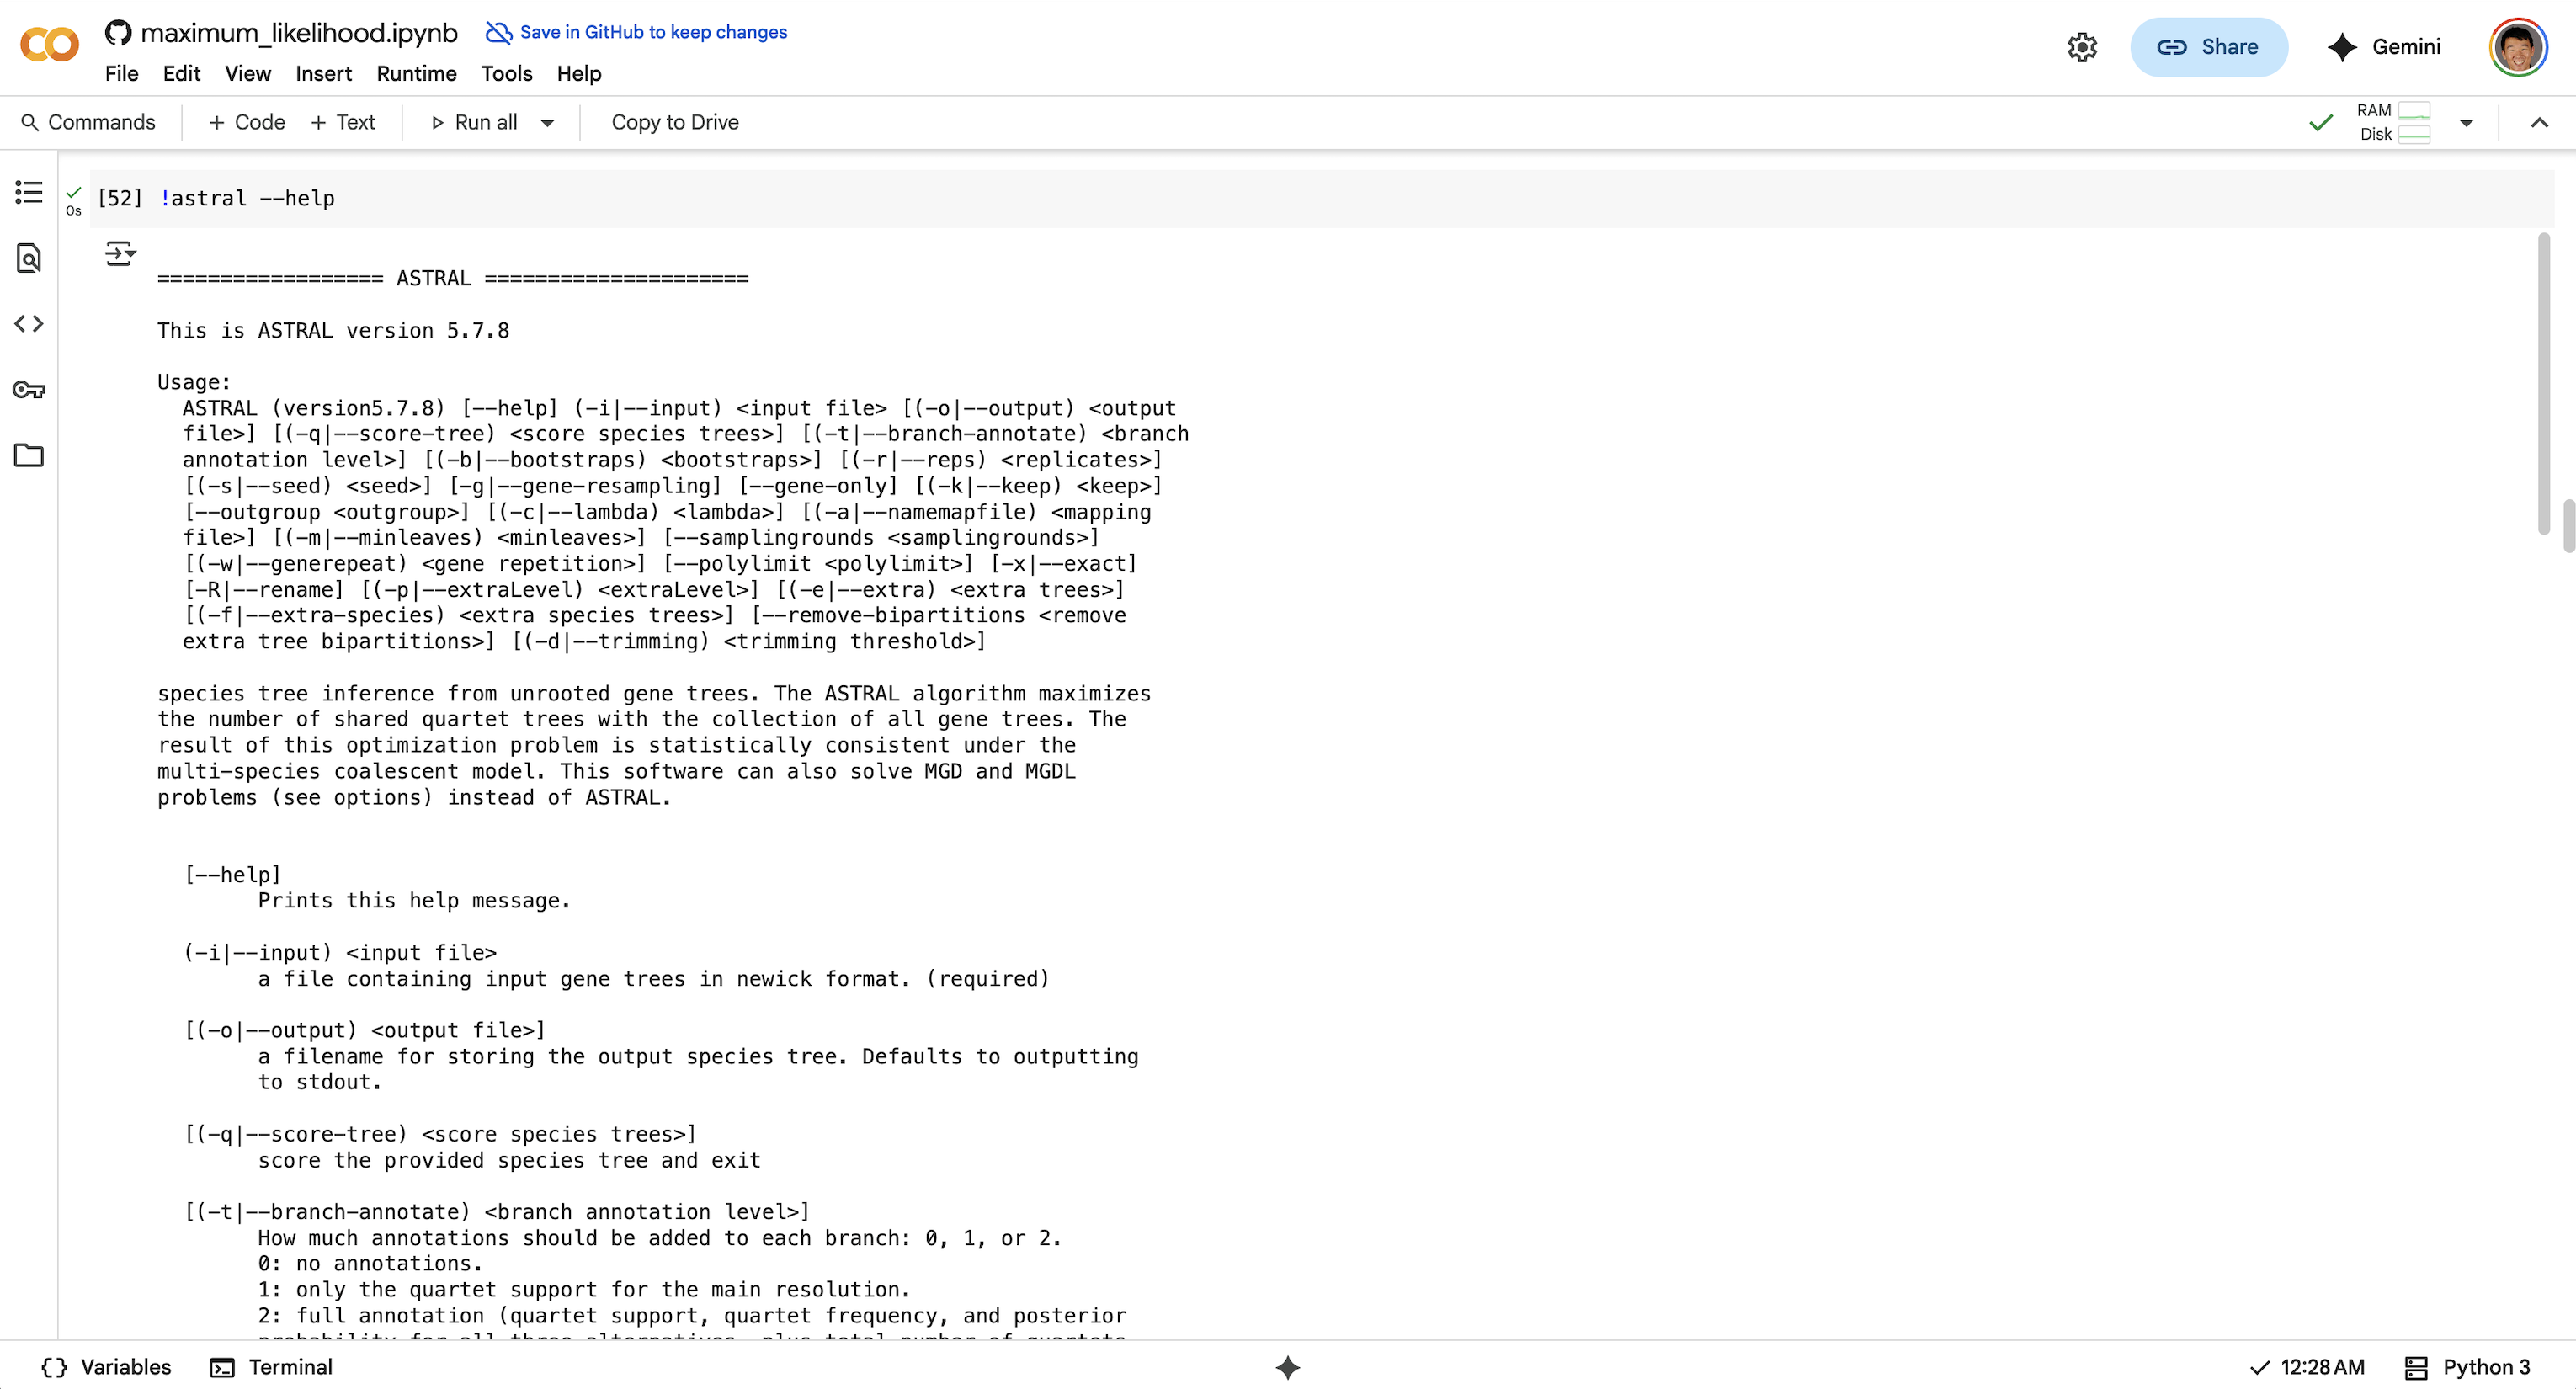 maximum_likelihood.ipynb
Save in GitHub to keep changes
Share
Gemini
File Edit View Insert Runtime Tools Help
Commands + Code + Text Run all Copy to Drive
RAM
Disk
[52] !astral --help
0s
================== ASTRAL =====================
This is ASTRAL version 5.7.8
Usage:
ASTRAL (version5.7.8) [--help] (-i|--input) <input file> [(-o|--output) <output
file>] [(-q|--score-tree) <score species trees>] [(-t|--branch-annotate) <branch
annotation level>] [(-b|--bootstraps) <bootstraps>] [(-r|--reps) <replicates>]
[(-s|--seed) <seed>] [-g|--gene-resampling] [--gene-only] [(-k|--keep) <keep>]
[--outgroup <outgroup>] [(-c|--lambda) <lambda>] [(-a|--namemapfile) <mapping
file>] [(-m|--minleaves) <minleaves>] [--samplingrounds <samplingrounds>]
[(-w|--generepeat) <gene repetition>] [--polylimit <polylimit>] [-x|--exact]
[-R|--rename] [(-p|--extraLevel) <extraLevel>] [(-e|--extra) <extra trees>]
[(-f|--extra-species) <extra species trees>] [--remove-bipartitions <remove
extra tree bipartitions>] [(-d|--trimming) <trimming threshold>]
species tree inference from unrooted gene trees. The ASTRAL algorithm maximizes
the number of shared quartet trees with the collection of all gene trees. The
result of this optimization problem is statistically consistent under the
multi-species coalescent model. This software can also solve MGD and MGDL
problems (see options) instead of ASTRAL.
[--help]
Prints this help message.
(-i|--input) <input file>
a file containing input gene trees in newick format. (required)
[(-o|--output) <output file>]
a filename for storing the output species tree. Defaults to outputting
to stdout.
[(-q|--score-tree) <score species trees>]
score the provided species tree and exit
[(-t|--branch-annotate) <branch annotation level>]
How much annotations should be added to each branch: 0, 1, or 2.
0: no annotations.
1: only the quartet support for the main resolution.
2: full annotation (quartet support, quartet frequency, and posterior
probability for all three alternatives, plus total number of quartets
Variables Terminal
12:28 AM Python 3